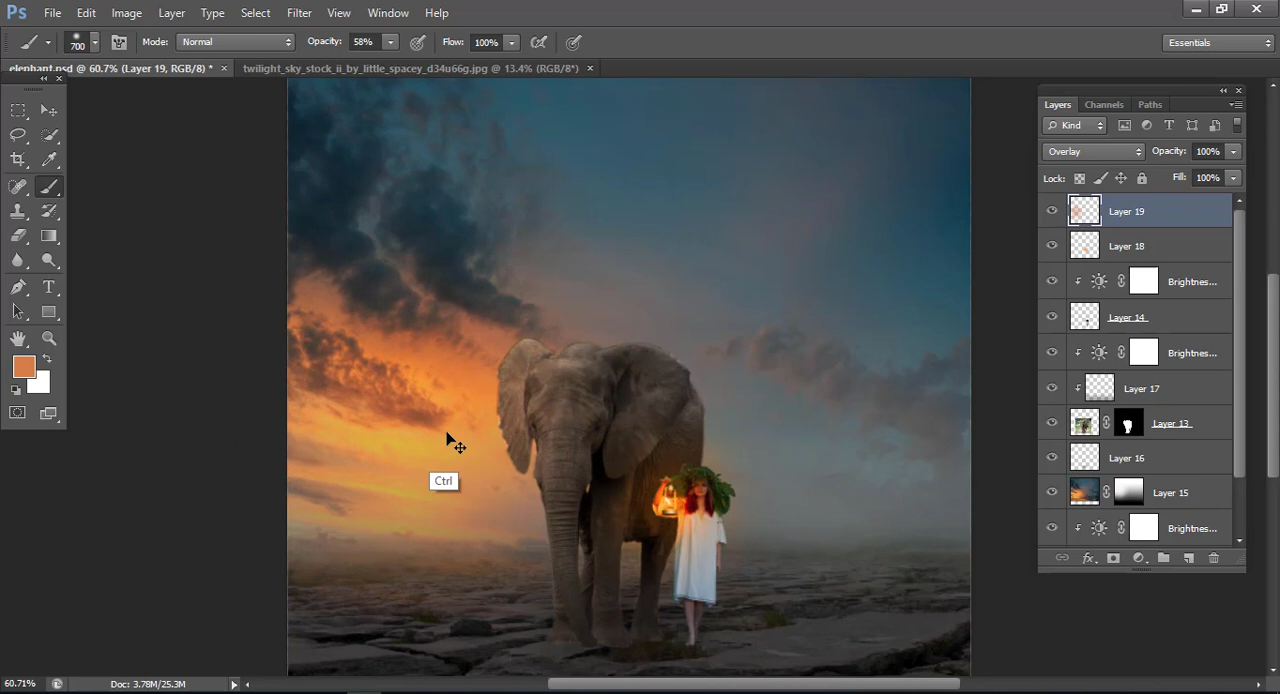 Ps File Edit Image Layer Type Select Filter View Window Help
700 Mode: Normal Opacity: 58% Flow: 100% Essentials
elephant.psd @ 60.7% (Layer 19, RGB/8) * × twilight_sky_stock_ii_by_little_spacey_d34u66g.jpg @ 13.4% (RGB/8*) ×
Layers Channels Paths
Kind
Overlay Opacity: 100%
Lock: Fill: 100%
Layer 19
Layer 18
Brightnes...
Layer 14
Brightnes...
Layer 17
Layer 13
Layer 16
Layer 15
Brightnes...
Ctrl
fx
60.71% Doc: 3.78M/25.3M